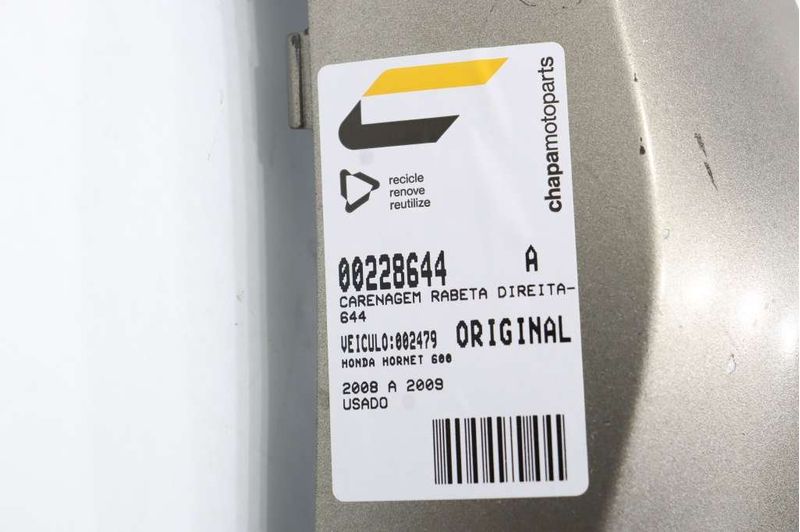 chapamotoparts
recicle
renove
reutilize
00228644 A
CARENAGEM RABETA DIREITA-
644
VEICULO:002479 ORIGINAL
HONDA HORNET 600
2008 A 2009
USADO